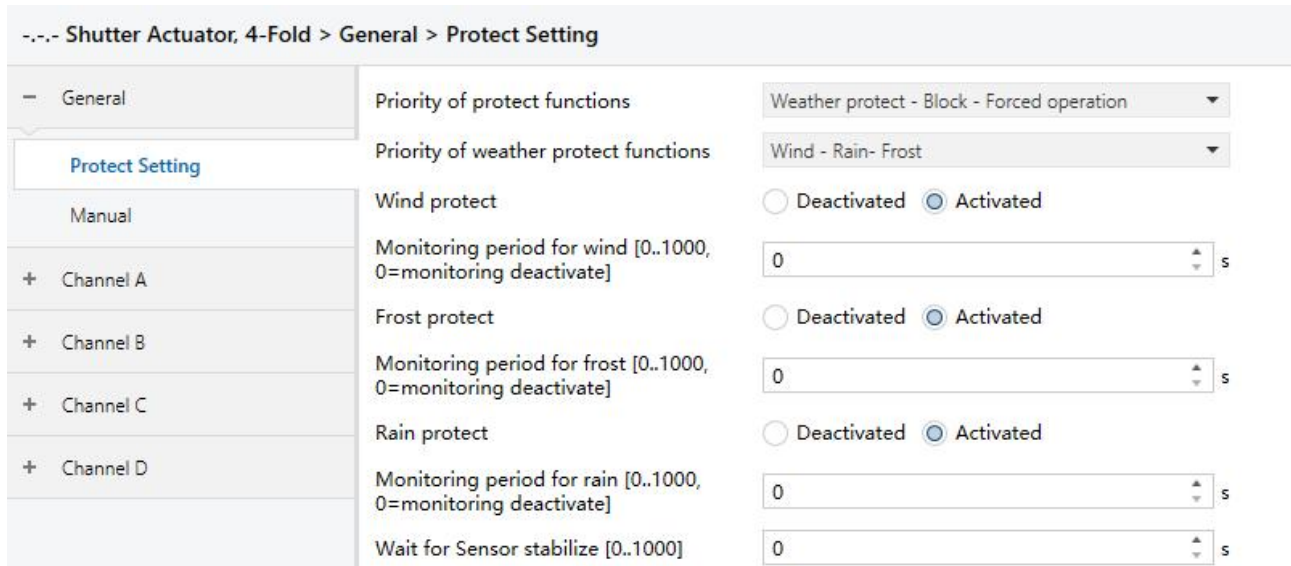 -.-.- Shutter Actuator, 4-Fold > General > Protect Setting
− General
Protect Setting
Manual
+ Channel A
+ Channel B
+ Channel C
+ Channel D
Priority of protect functions Weather protect - Block - Forced operation
Priority of weather protect functions Wind - Rain- Frost
Wind protect Deactivated Activated
Monitoring period for wind [0..1000,
0=monitoring deactivate] 0 s
Frost protect Deactivated Activated
Monitoring period for frost [0..1000,
0=monitoring deactivate] 0 s
Rain protect Deactivated Activated
Monitoring period for rain [0..1000,
0=monitoring deactivate] 0 s
Wait for Sensor stabilize [0..1000] 0 s